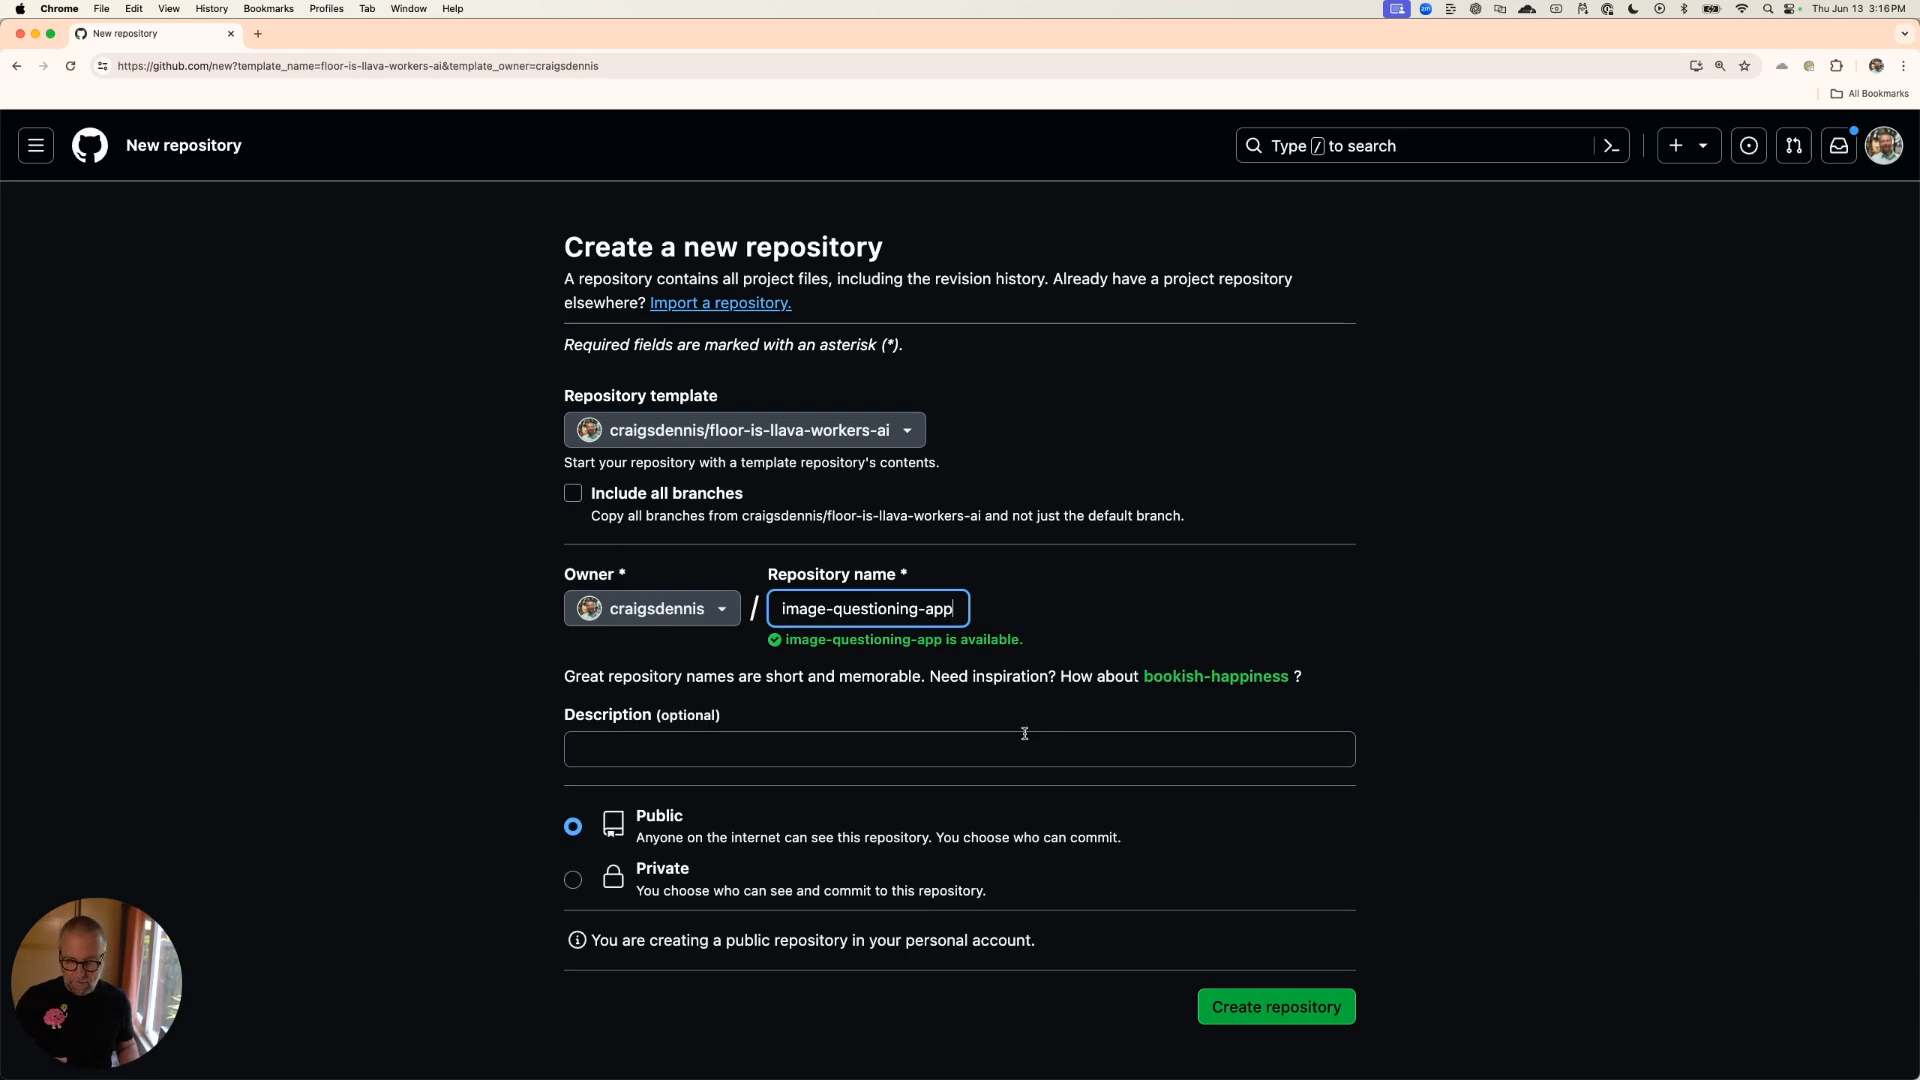 Chrome File Edit View History Bookmarks Profiles Tab Window Help
Thu Jun 13 3:16 PM
New repository
https://github.com/new?template_name=floor-is-llava-workers-ai&template_owner=craigsdennis
All Bookmarks
New repository
Type / to search
Create a new repository
A repository contains all project files, including the revision history. Already have a project repository
elsewhere? Import a repository.
Required fields are marked with an asterisk (*).
Repository template
craigsdennis/floor-is-llava-workers-ai
Start your repository with a template repository's contents.
Include all branches
Copy all branches from craigsdennis/floor-is-llava-workers-ai and not just the default branch.
Owner * Repository name *
craigsdennis / image-questioning-app
image-questioning-app is available.
Great repository names are short and memorable. Need inspiration? How about bookish-happiness ?
Description (optional)
Public
Anyone on the internet can see this repository. You choose who can commit.
Private
You choose who can see and commit to this repository.
You are creating a public repository in your personal account.
Create repository